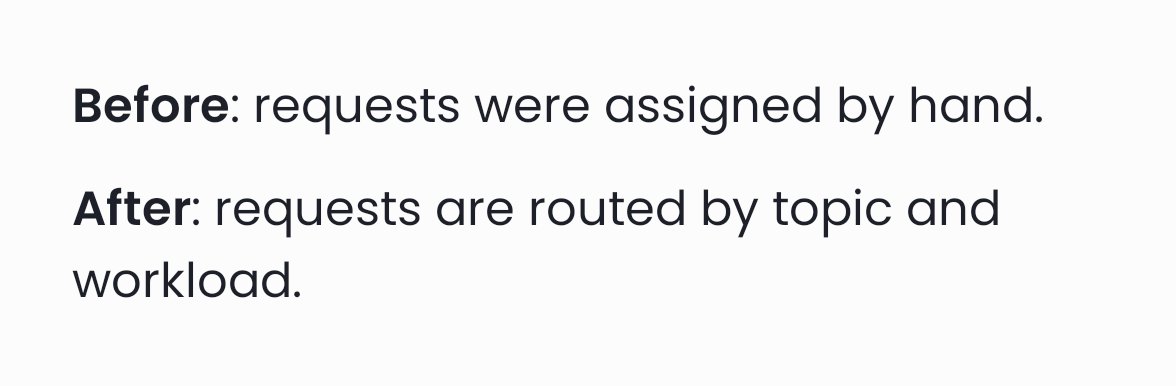 Before: requests were assigned by hand.
After: requests are routed by topic and
workload.